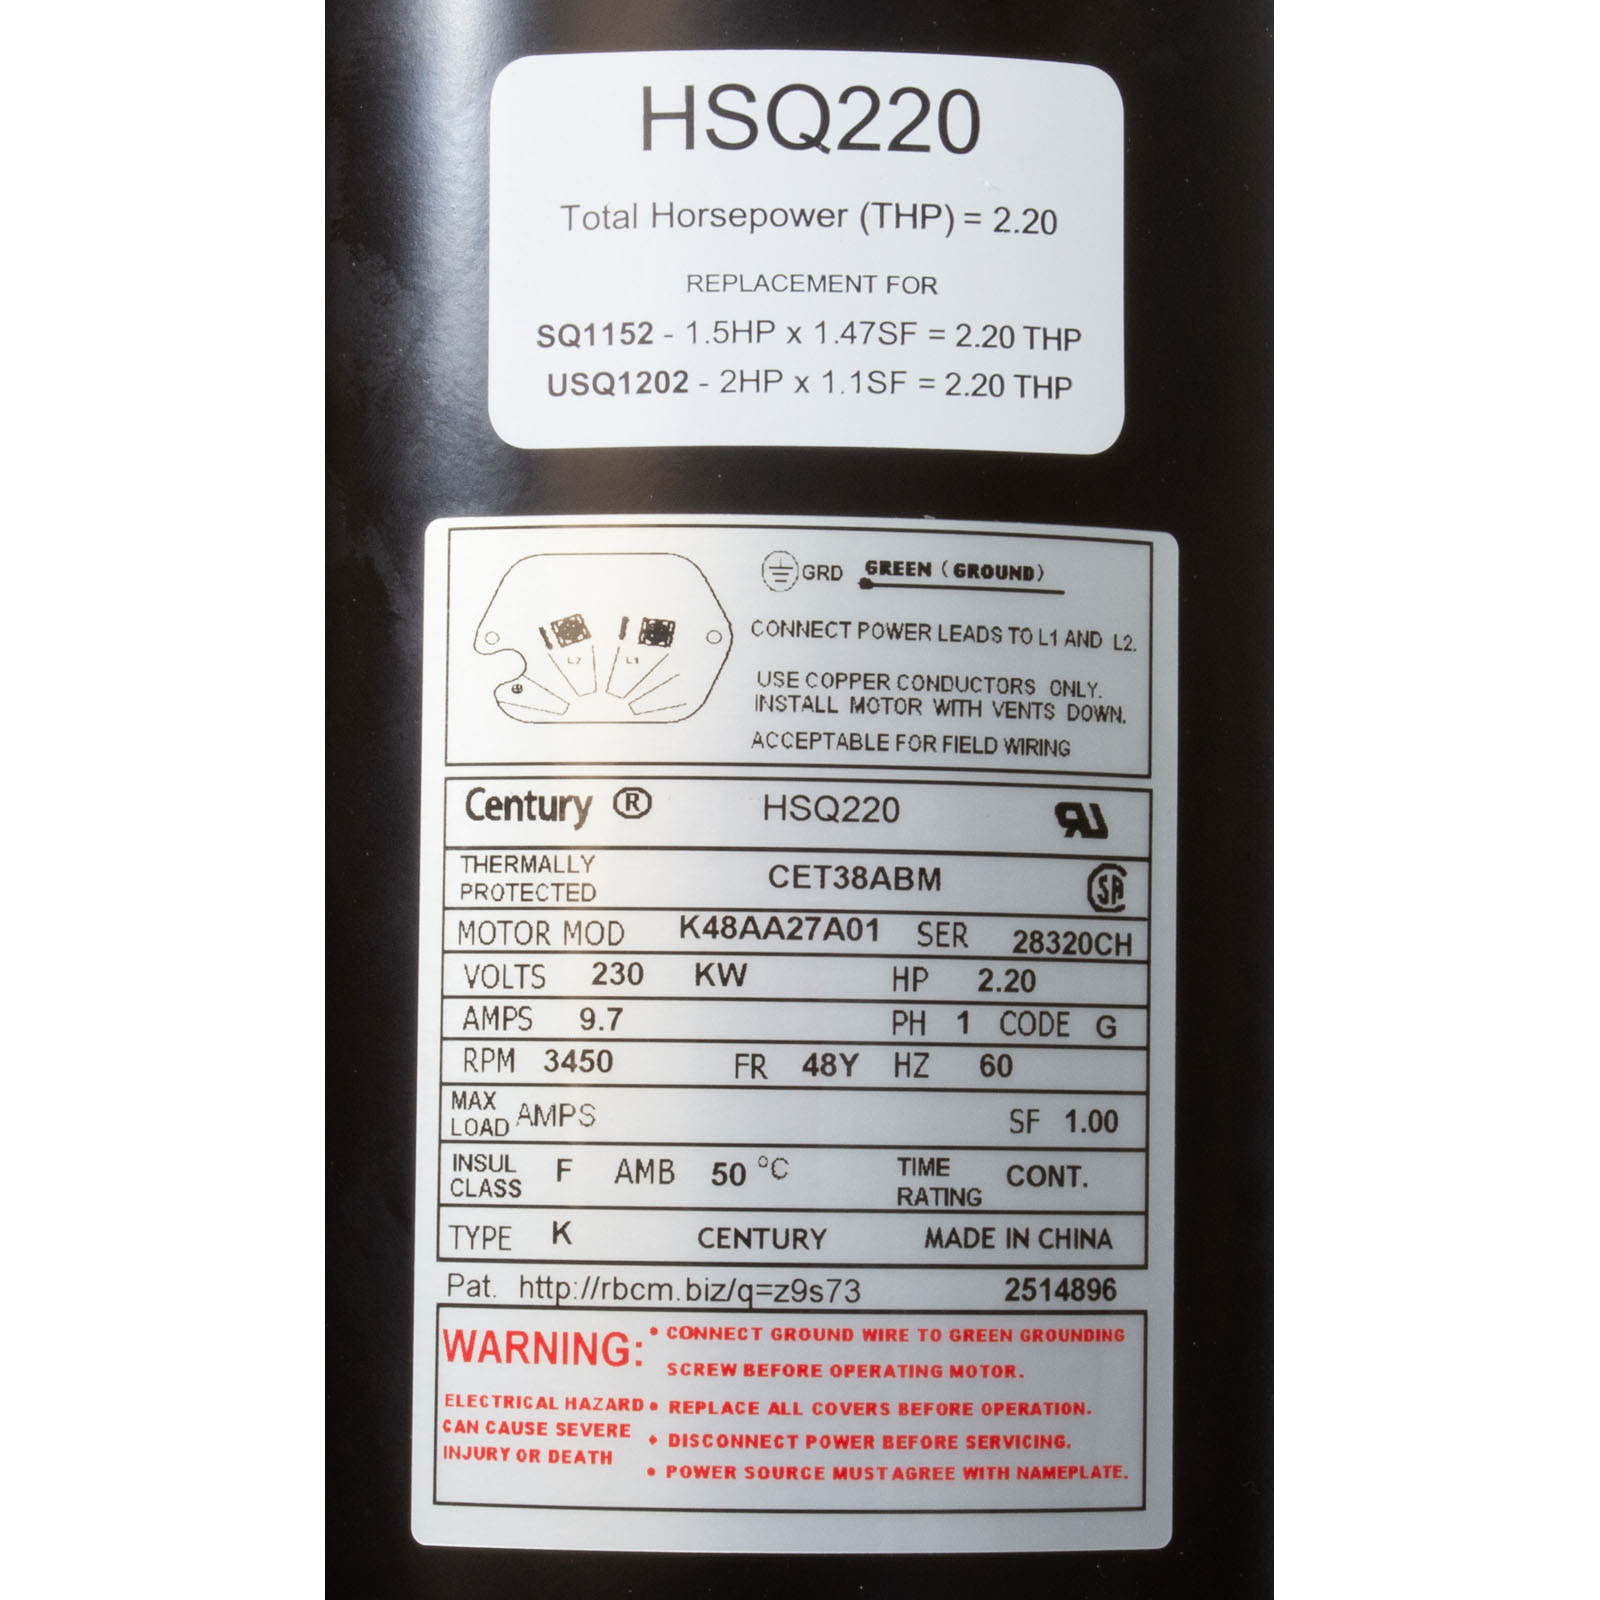 HSQ220
Total Horsepower (THP) = 2.20
REPLACEMENT FOR
SQ1152 - 1.5HP x 1.47SF = 2.20 THP
USQ1202 - 2HP x 1.1SF = 2.20 THP
GRD GREEN (GROUND)
L2 L1
CONNECT POWER LEADS TO L1 AND L2.
USE COPPER CONDUCTORS ONLY.
INSTALL MOTOR WITH VENTS DOWN.
ACCEPTABLE FOR FIELD WIRING
Century ® HSQ220 RU
THERMALLY
PROTECTED CET38ABM SA
MOTOR MOD K48AA27A01 SER 28320CH
VOLTS 230 KW HP 2.20
AMPS 9.7 PH 1 CODE G
RPM 3450 FR 48Y HZ 60
MAX
LOAD AMPS SF 1.00
INSUL
CLASS F AMB 50 °C TIME
RATING CONT.
TYPE K CENTURY MADE IN CHINA
Pat. http://rbcm.biz/q=z9s73 2514896
WARNING: • CONNECT GROUND WIRE TO GREEN GROUNDING
SCREW BEFORE OPERATING MOTOR.
ELECTRICAL HAZARD
CAN CAUSE SEVERE
INJURY OR DEATH
• REPLACE ALL COVERS BEFORE OPERATION.
• DISCONNECT POWER BEFORE SERVICING.
• POWER SOURCE MUST AGREE WITH NAMEPLATE.